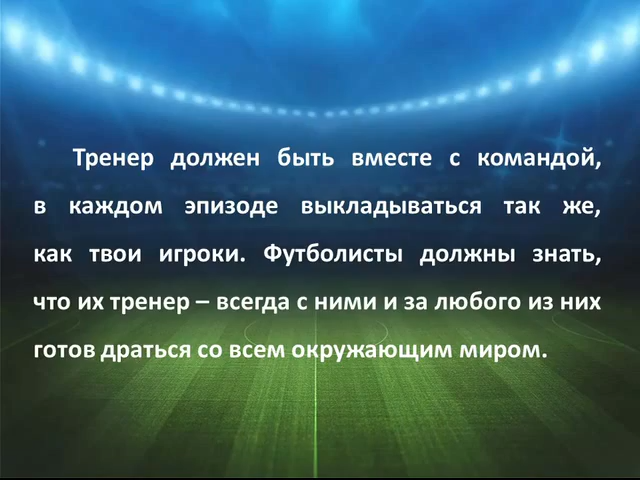 Тренер должен быть вместе с командой,
в каждом эпизоде выкладываться так же,
как твои игроки. Футболисты должны знать,
что их тренер – всегда с ними и за любого из них
готов драться со всем окружающим миром.